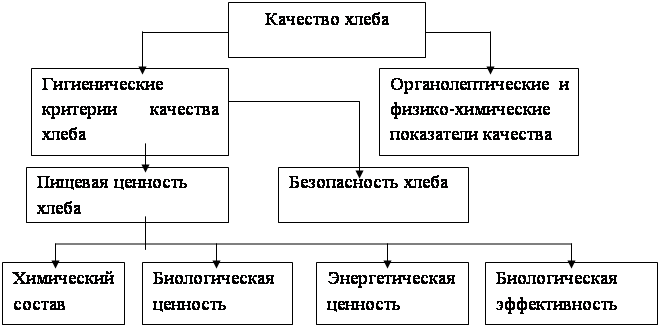 Качество хлеба
Гигиенические
критерии качества
хлеба
Органолептические и
физико-химические
показатели качества
Пищевая ценность
хлеба
Безопасность хлеба
Химический
состав
Биологическая
ценность
Энергетическая
ценность
Биологическая
эффективность